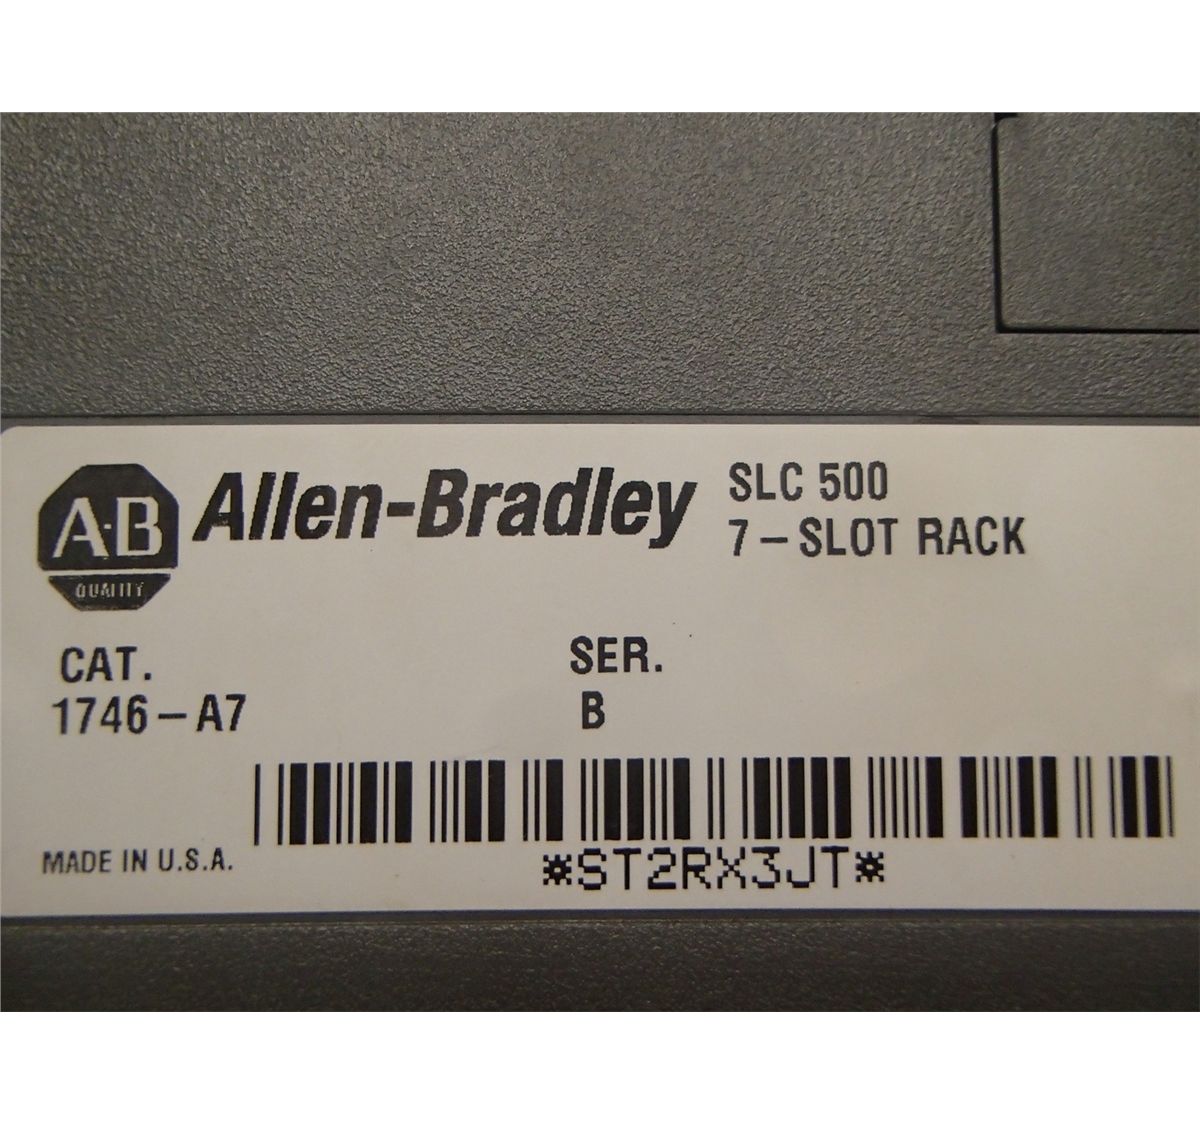 A-B
QUALITY
Allen-Bradley
SLC 500
7-SLOT RACK
CAT.
1746-A7
SER.
B
MADE IN U.S.A.
*ST2RX3JT*